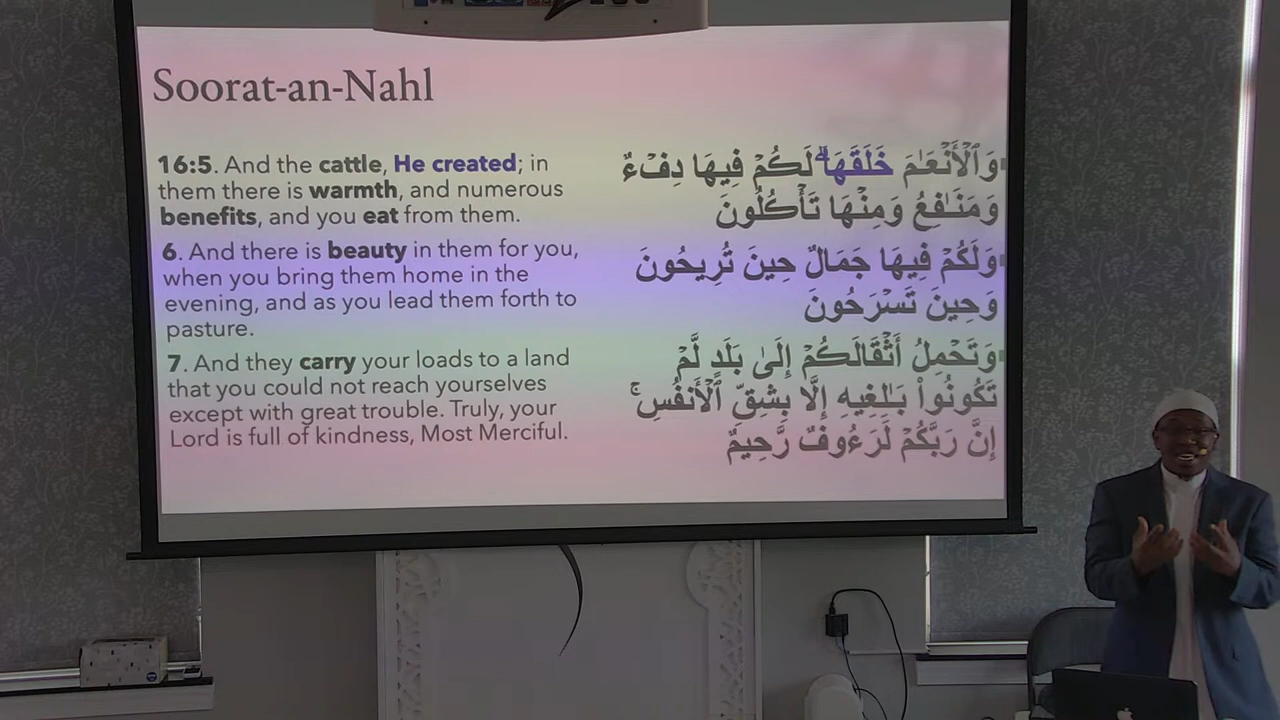 Soorat-an-Nahl
16:5. And the cattle, He created; in
them there is warmth, and numerous
benefits, and you eat from them.
6. And there is beauty in them for you,
when you bring them home in the
evening, and as you lead them forth to
pasture.
7. And they carry your loads to a land
that you could not reach yourselves
except with great trouble. Truly, your
Lord is full of kindness, Most Merciful.
وَٱلْأَنْعَـٰمَ خَلَقَهَا ۗ لَكُمْ فِيهَا دِفْءٌ
وَمَنَـٰفِعُ وَمِنْهَا تَأْكُلُونَ
وَلَكُمْ فِيهَا جَمَالٌ حِينَ تُرِيحُونَ
وَحِينَ تَسْرَحُونَ
وَتَحْمِلُ أَثْقَالَكُمْ إِلَىٰ بَلَدٍ لَّمْ
تَكُونُوا۟ بَـٰلِغِيهِ إِلَّا بِشِقِّ ٱلْأَنفُسِ ۚ
إِنَّ رَبَّكُمْ لَرَءُوفٌ رَّحِيمٌ